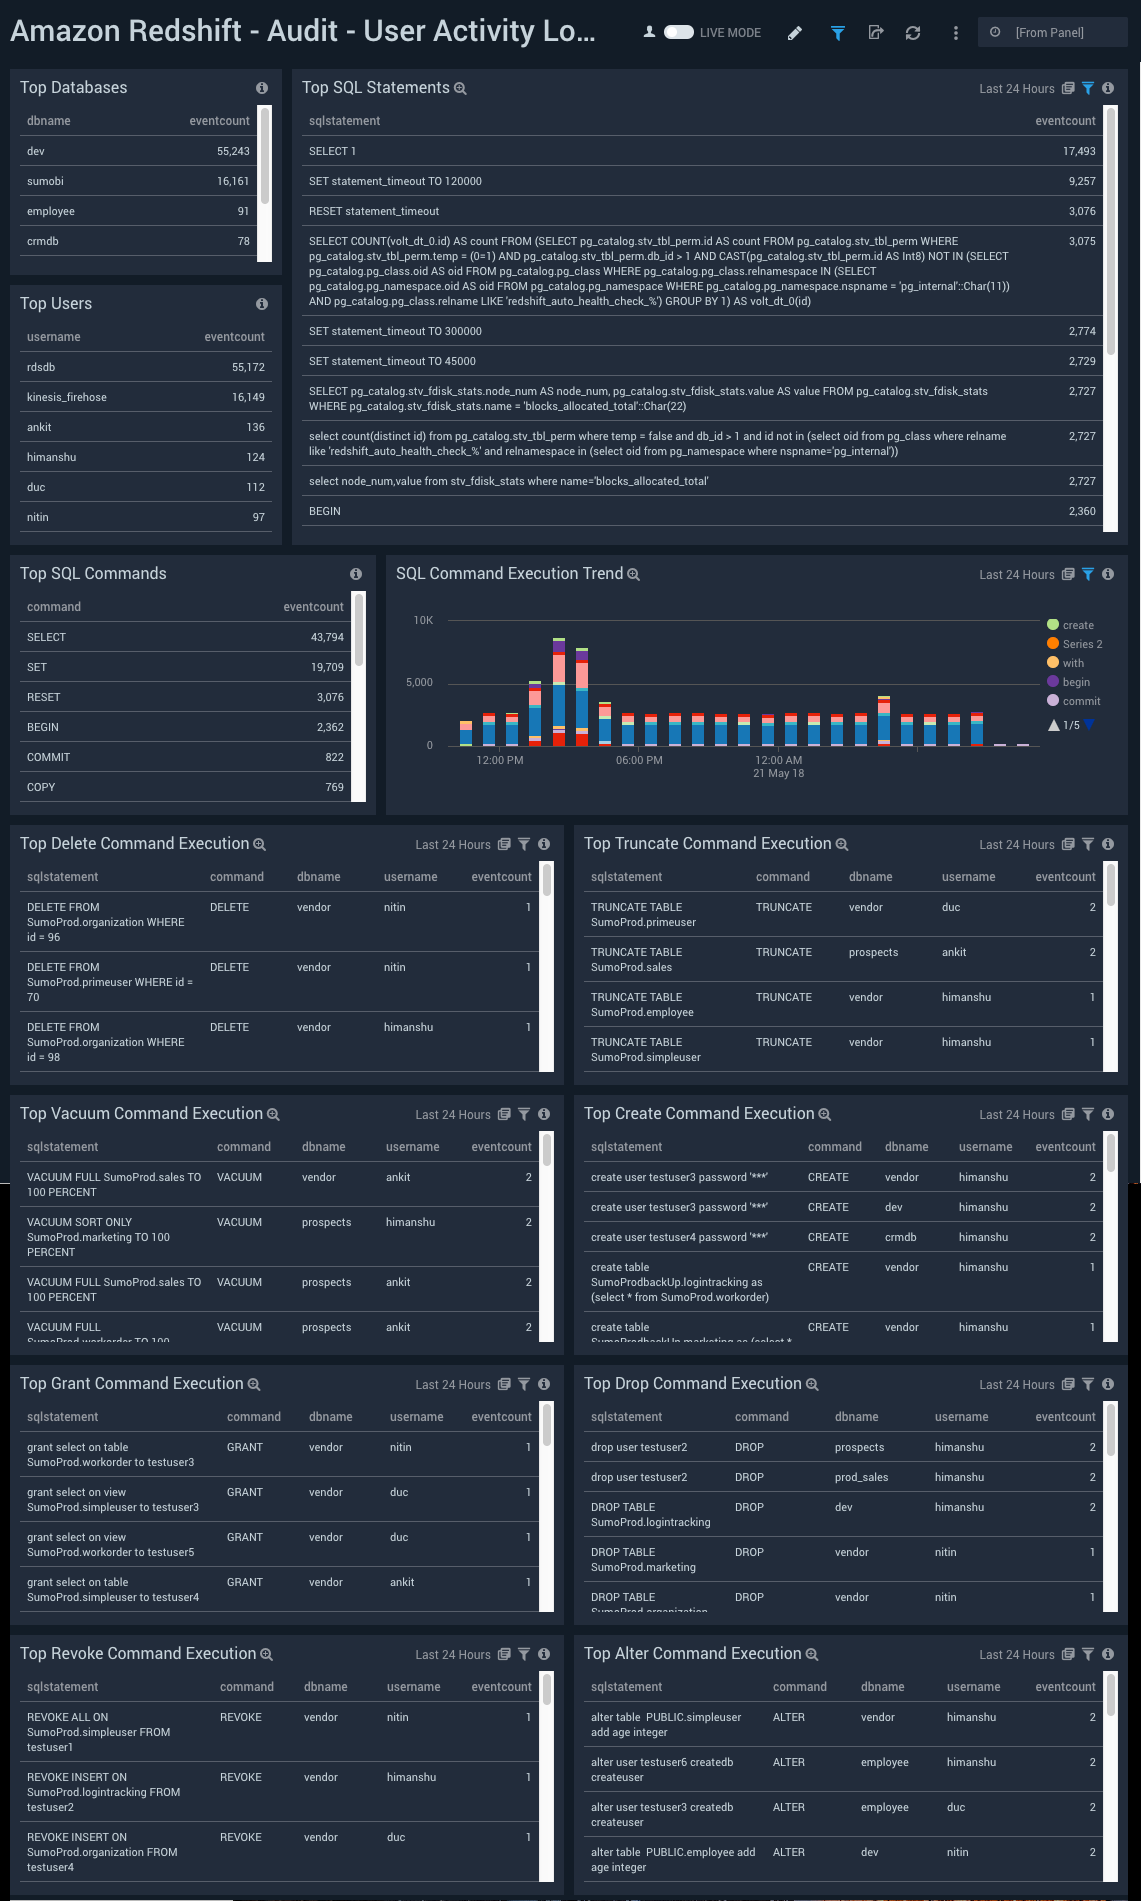 Amazon Redshift - Audit - User Activity Lo...
LIVE MODE
[From Panel]
Top Databases
dbname eventcount
dev 55,243
sumobi 16,161
employee 91
crmdb 78
Top Users
username eventcount
rdsdb 55,172
kinesis_firehose 16,149
ankit 136
himanshu 124
duc 112
nitin 97
Top SQL Statements
Last 24 Hours
sqlstatement eventcount
SELECT 1 17,493
SET statement_timeout TO 120000 9,257
RESET statement_timeout 3,076
SELECT COUNT(volt_dt_0.id) AS count FROM (SELECT pg_catalog.stv_tbl_perm.id AS count FROM pg_catalog.stv_tbl_perm WHERE 3,075
pg_catalog.stv_tbl_perm.temp = (0=1) AND pg_catalog.stv_tbl_perm.db_id > 1 AND CAST(pg_catalog.stv_tbl_perm.id AS Int8) NOT IN (SELECT
pg_catalog.pg_class.oid AS oid FROM pg_catalog.pg_class WHERE pg_catalog.pg_class.relnamespace IN (SELECT
pg_catalog.pg_namespace.oid AS oid FROM pg_catalog.pg_namespace WHERE pg_catalog.pg_namespace.nspname = 'pg_internal'::Char(11))
AND pg_catalog.pg_class.relname LIKE 'redshift_auto_health_check_%') GROUP BY 1) AS volt_dt_0(id)
SET statement_timeout TO 300000 2,774
SET statement_timeout TO 45000 2,729
SELECT pg_catalog.stv_fdisk_stats.node_num AS node_num, pg_catalog.stv_fdisk_stats.value AS value FROM pg_catalog.stv_fdisk_stats 2,727
WHERE pg_catalog.stv_fdisk_stats.name = 'blocks_allocated_total'::Char(22)
select count(distinct id) from pg_catalog.stv_tbl_perm where temp = false and db_id > 1 and id not in (select oid from pg_class where relname 2,727
like 'redshift_auto_health_check_%' and relnamespace in (select oid from pg_namespace where nspname='pg_internal'))
select node_num,value from stv_fdisk_stats where name='blocks_allocated_total' 2,727
BEGIN 2,360
Top SQL Commands
command eventcount
SELECT 43,794
SET 19,709
RESET 3,076
BEGIN 2,362
COMMIT 822
COPY 769
SQL Command Execution Trend
Last 24 Hours
10K
5,000
0
12:00 PM 06:00 PM 12:00 AM
21 May 18
create
Series 2
with
begin
commit
1/5
Top Delete Command Execution
Last 24 Hours
sqlstatement command dbname username eventcount
DELETE FROM DELETE vendor nitin 1
SumoProd.organization WHERE
id = 96
DELETE FROM DELETE vendor nitin 1
SumoProd.primeuser WHERE id =
70
DELETE FROM DELETE vendor himanshu 1
SumoProd.organization WHERE
id = 98
Top Truncate Command Execution
Last 24 Hours
sqlstatement command dbname username eventcount
TRUNCATE TABLE TRUNCATE vendor duc 2
SumoProd.primeuser
TRUNCATE TABLE TRUNCATE prospects ankit 2
SumoProd.sales
TRUNCATE TABLE TRUNCATE vendor himanshu 1
SumoProd.employee
TRUNCATE TABLE TRUNCATE vendor himanshu 1
SumoProd.simpleuser
Top Vacuum Command Execution
Last 24 Hours
sqlstatement command dbname username eventcount
VACUUM FULL SumoProd.sales TO VACUUM vendor ankit 2
100 PERCENT
VACUUM SORT ONLY VACUUM prospects himanshu 2
SumoProd.marketing TO 100
PERCENT
VACUUM FULL SumoProd.sales TO VACUUM prospects ankit 2
100 PERCENT
VACUUM FULL VACUUM prospects ankit 2
SumoProd.workorder TO 100
Top Create Command Execution
Last 24 Hours
sqlstatement command dbname username eventcount
create user testuser3 password '***' CREATE vendor himanshu 2
create user testuser3 password '***' CREATE dev himanshu 2
create user testuser4 password '***' CREATE crmdb himanshu 2
create table CREATE vendor himanshu 1
SumoProdbackUp.logintracking as
(select * from SumoProd.workorder)
create table CREATE vendor himanshu 1
SumoProdbackUp.marketing as (select *
Top Grant Command Execution
Last 24 Hours
sqlstatement command dbname username eventcount
grant select on table GRANT vendor nitin 1
SumoProd.workorder to testuser3
grant select on view GRANT vendor duc 1
SumoProd.simpleuser to testuser3
grant select on view GRANT vendor duc 1
SumoProd.workorder to testuser5
grant select on table GRANT vendor ankit 1
SumoProd.simpleuser to testuser4
Top Drop Command Execution
Last 24 Hours
sqlstatement command dbname username eventcount
drop user testuser2 DROP prospects himanshu 2
drop user testuser2 DROP prod_sales himanshu 2
DROP TABLE DROP dev himanshu 2
SumoProd.logintracking
DROP TABLE DROP vendor nitin 1
SumoProd.marketing
DROP TABLE DROP vendor nitin 1
SumoProd.organization
Top Revoke Command Execution
Last 24 Hours
sqlstatement command dbname username eventcount
REVOKE ALL ON REVOKE vendor nitin 1
SumoProd.simpleuser FROM
testuser1
REVOKE INSERT ON REVOKE vendor himanshu 1
SumoProd.logintracking FROM
testuser2
REVOKE INSERT ON REVOKE vendor duc 1
SumoProd.organization FROM
testuser4
Top Alter Command Execution
Last 24 Hours
sqlstatement command dbname username eventcount
alter table PUBLIC.simpleuser ALTER vendor himanshu 2
add age integer
alter user testuser6 createdb ALTER employee himanshu 2
createuser
alter user testuser3 createdb ALTER employee duc 2
createuser
alter table PUBLIC.employee add ALTER dev nitin 2
age integer